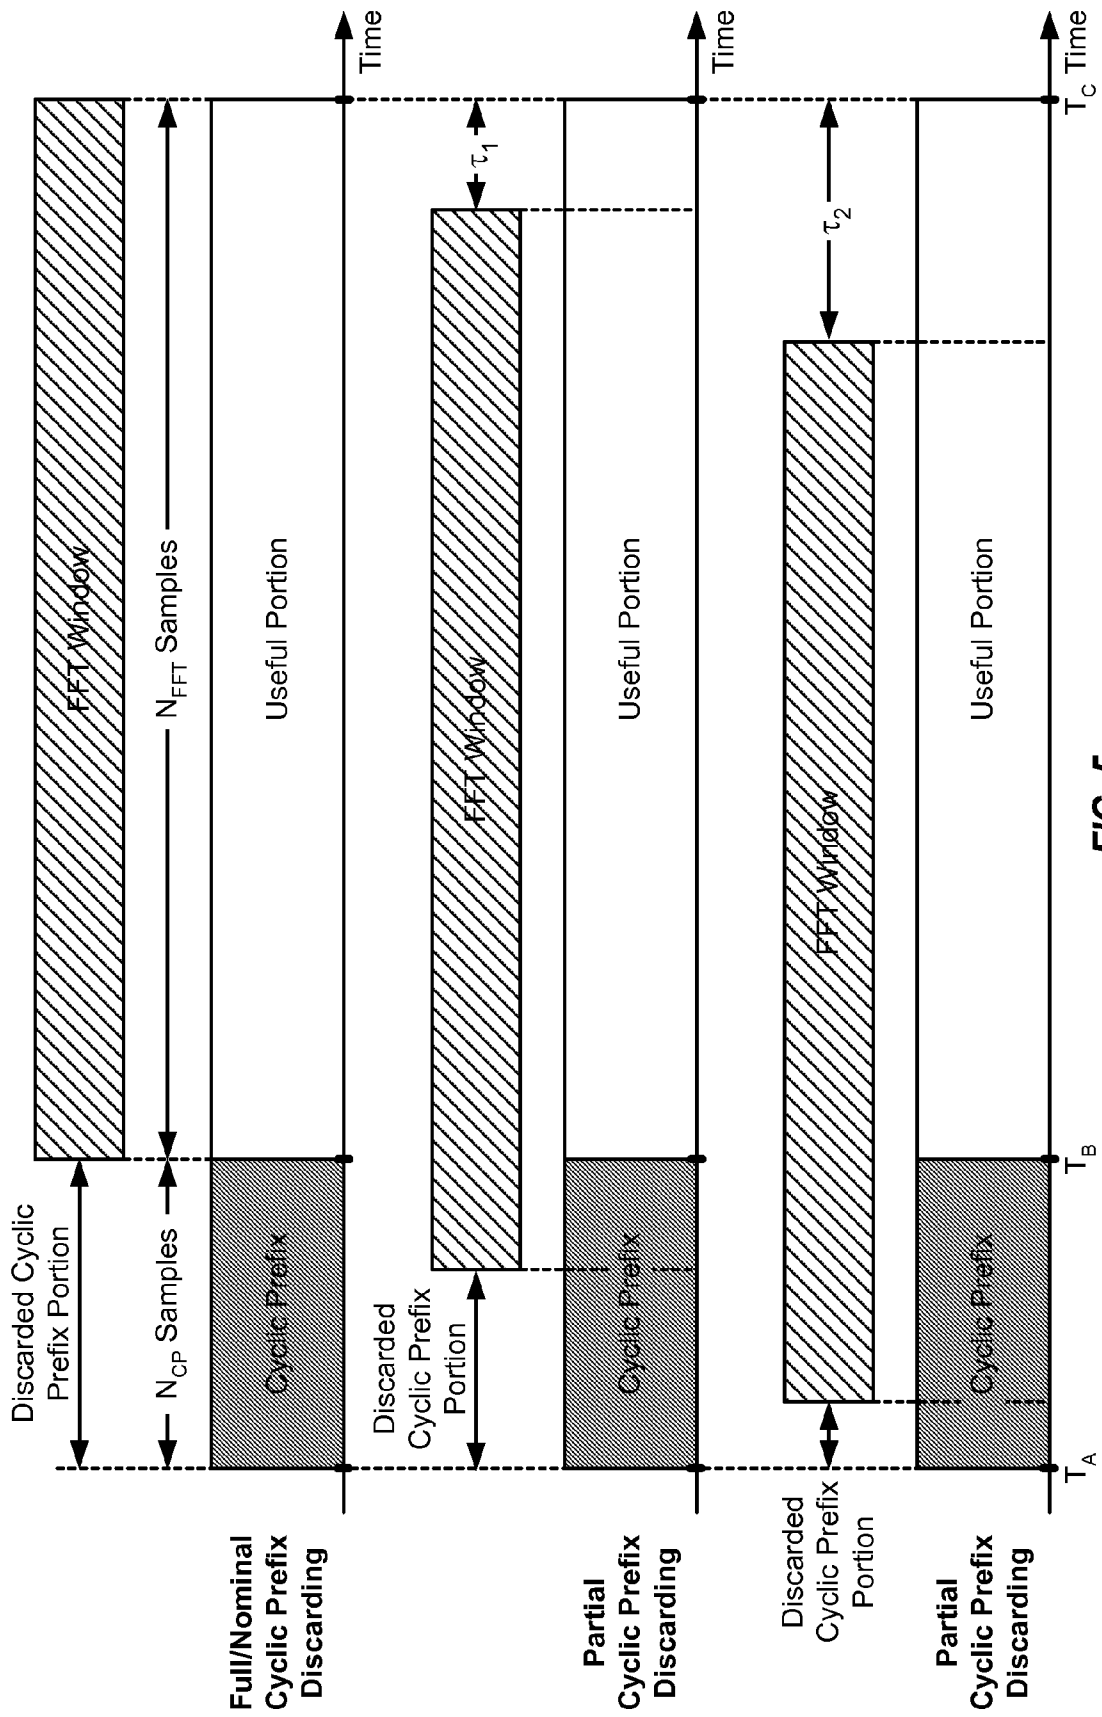 Discarded Cyclic
Prefix Portion
FFT Window
N_CP Samples
N_FFT Samples
Full/Nominal
Cyclic Prefix
Discarding
Cyclic Prefix
Useful Portion
Time
Discarded
Cyclic Prefix
Portion
FFT Window
τ_1
Partial
Cyclic Prefix
Discarding
Cyclic Prefix
Useful Portion
Time
Discarded
Cyclic Prefix
Portion
FFT Window
τ_2
Partial
Cyclic Prefix
Discarding
Cyclic Prefix
Useful Portion
T_A
T_B
T_C
Time
FIG. 5